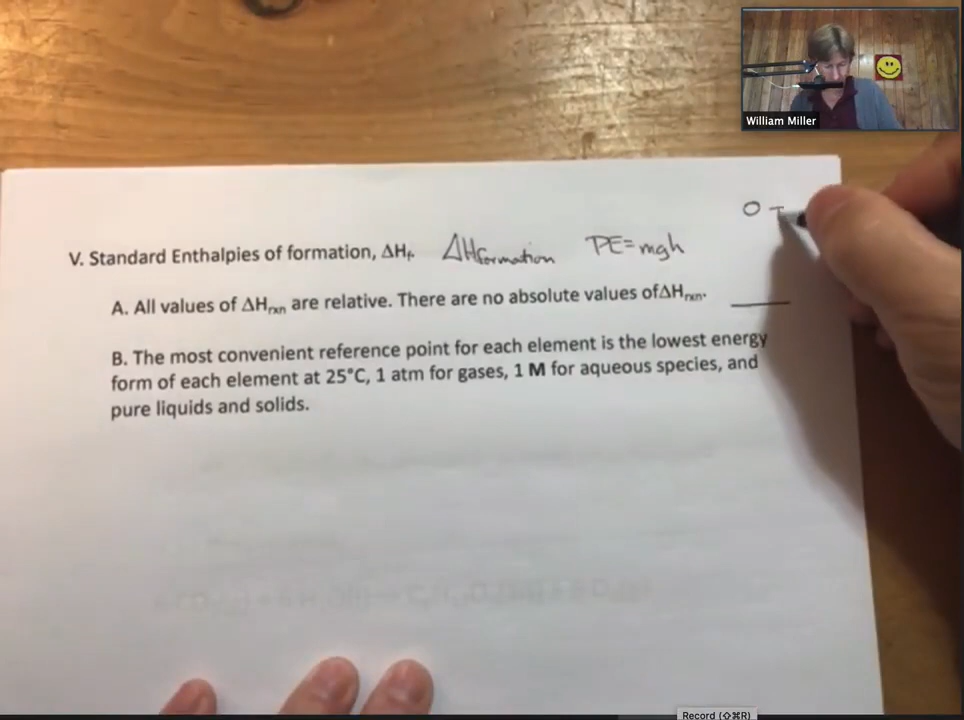 William Miller
V. Standard Enthalpies of formation, ΔHf ΔHformation PE=mgh
A. All values of ΔHrxn are relative. There are no absolute values ofΔHrxn.
B. The most convenient reference point for each element is the lowest energy
form of each element at 25°C, 1 atm for gases, 1 M for aqueous species, and
pure liquids and solids.
Record (⇧⌘R)